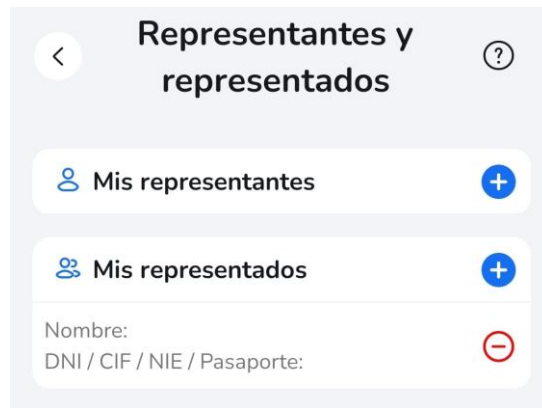 Representantes y
representados
Mis representantes
Mis representados
Nombre:
DNI / CIF / NIE / Pasaporte: